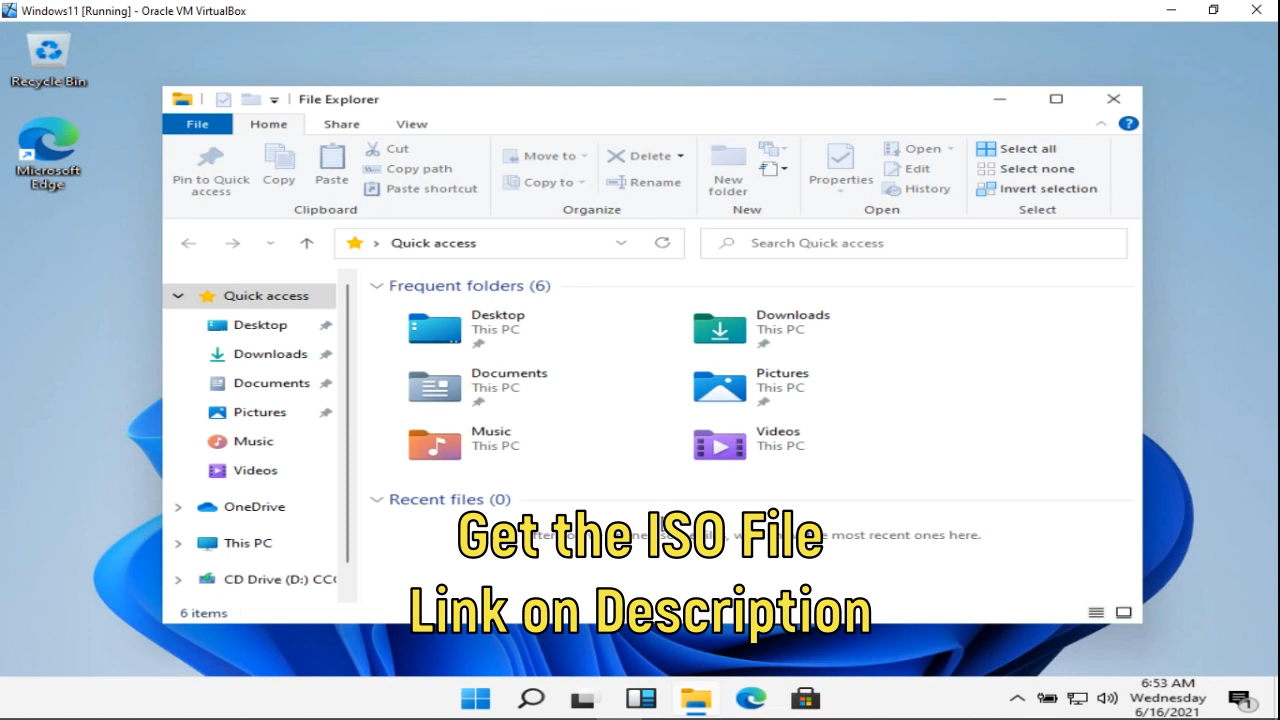 Windows11 [Running] - Oracle VM VirtualBox
Recycle Bin
Microsoft
Edge
File Explorer
File
Home
Share
View
Pin to Quick
access
Copy
Paste
Cut
Copy path
Paste shortcut
Clipboard
Move to
Copy to
Delete
Rename
Organize
New
folder
New
Properties
Open
Edit
History
Open
Select all
Select none
Invert selection
Select
Quick access
Search Quick access
Quick access
Desktop
Downloads
Documents
Pictures
Music
Videos
OneDrive
This PC
CD Drive (D:) CC
Frequent folders (6)
Desktop
This PC
Downloads
This PC
Documents
This PC
Pictures
This PC
Music
This PC
Videos
This PC
Recent files (0)
most recent ones here.
Get the ISO File
Link on Description
6 items
6:53 AM
Wednesday
6/16/2021
1